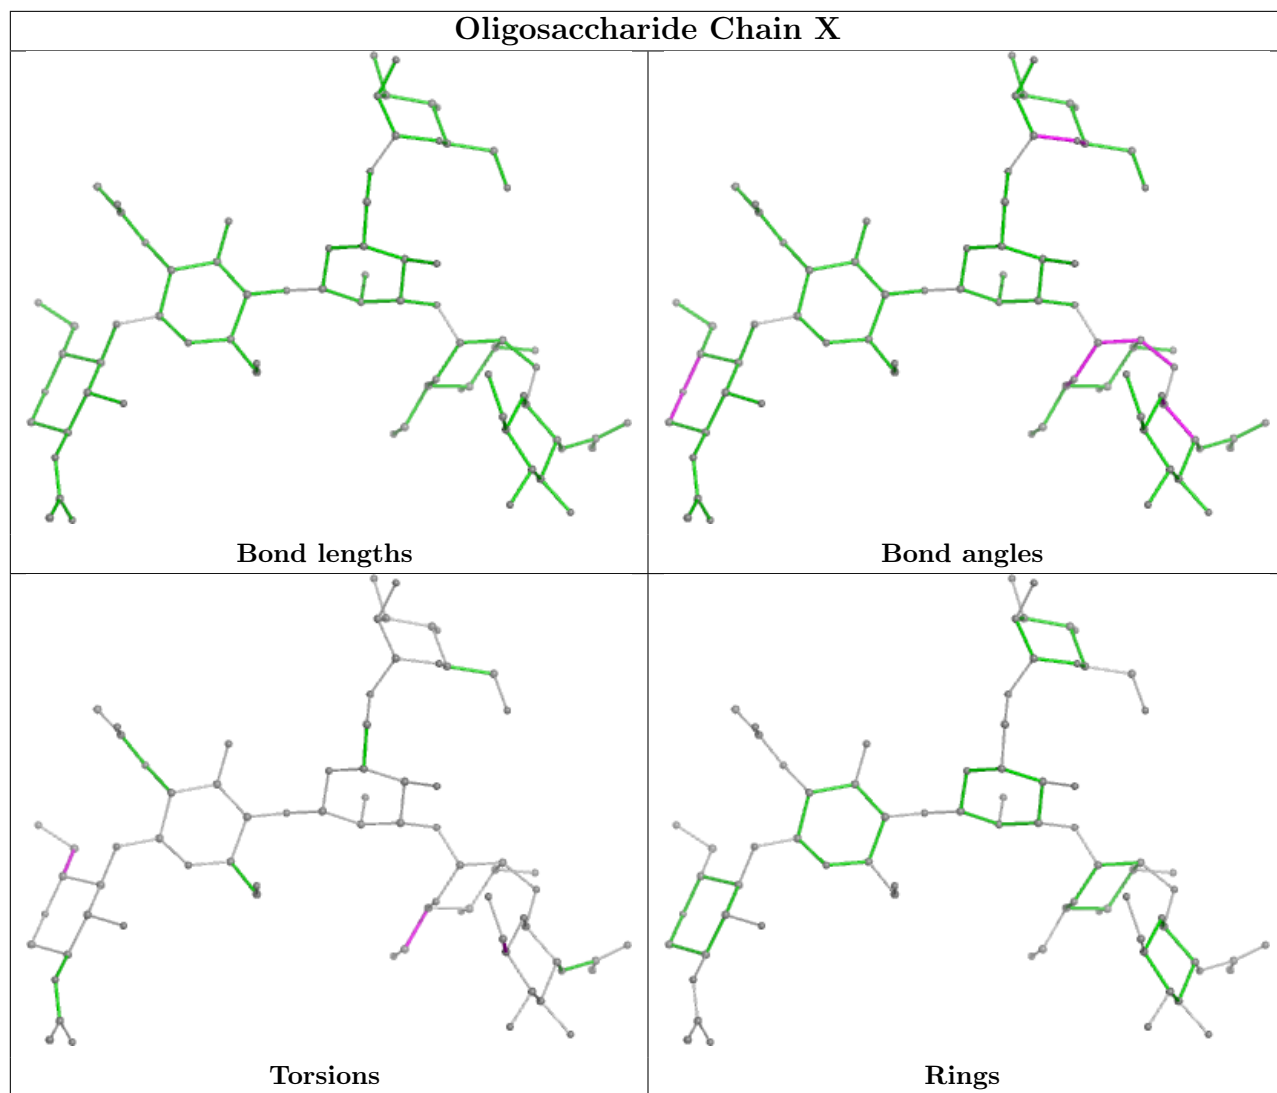 Oligosaccharide Chain X
Bond lengths
Bond angles
Torsions
Rings